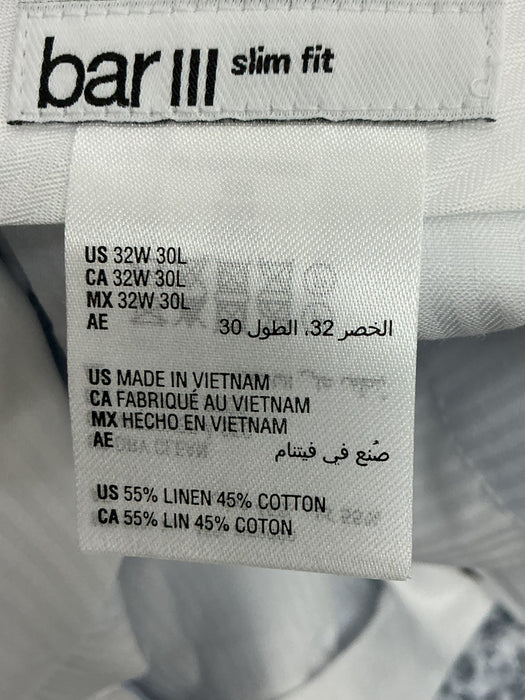 bar III slim fit
US 32W 30L
CA 32W 30L
MX 32W 30L
AE الخصر 32، الطول 30
US MADE IN VIETNAM
CA FABRIQUÉ AU VIETNAM
MX HECHO EN VIETNAM
AE صُنع في فيتنام
US 55% LINEN 45% COTTON
CA 55% LIN 45% COTON